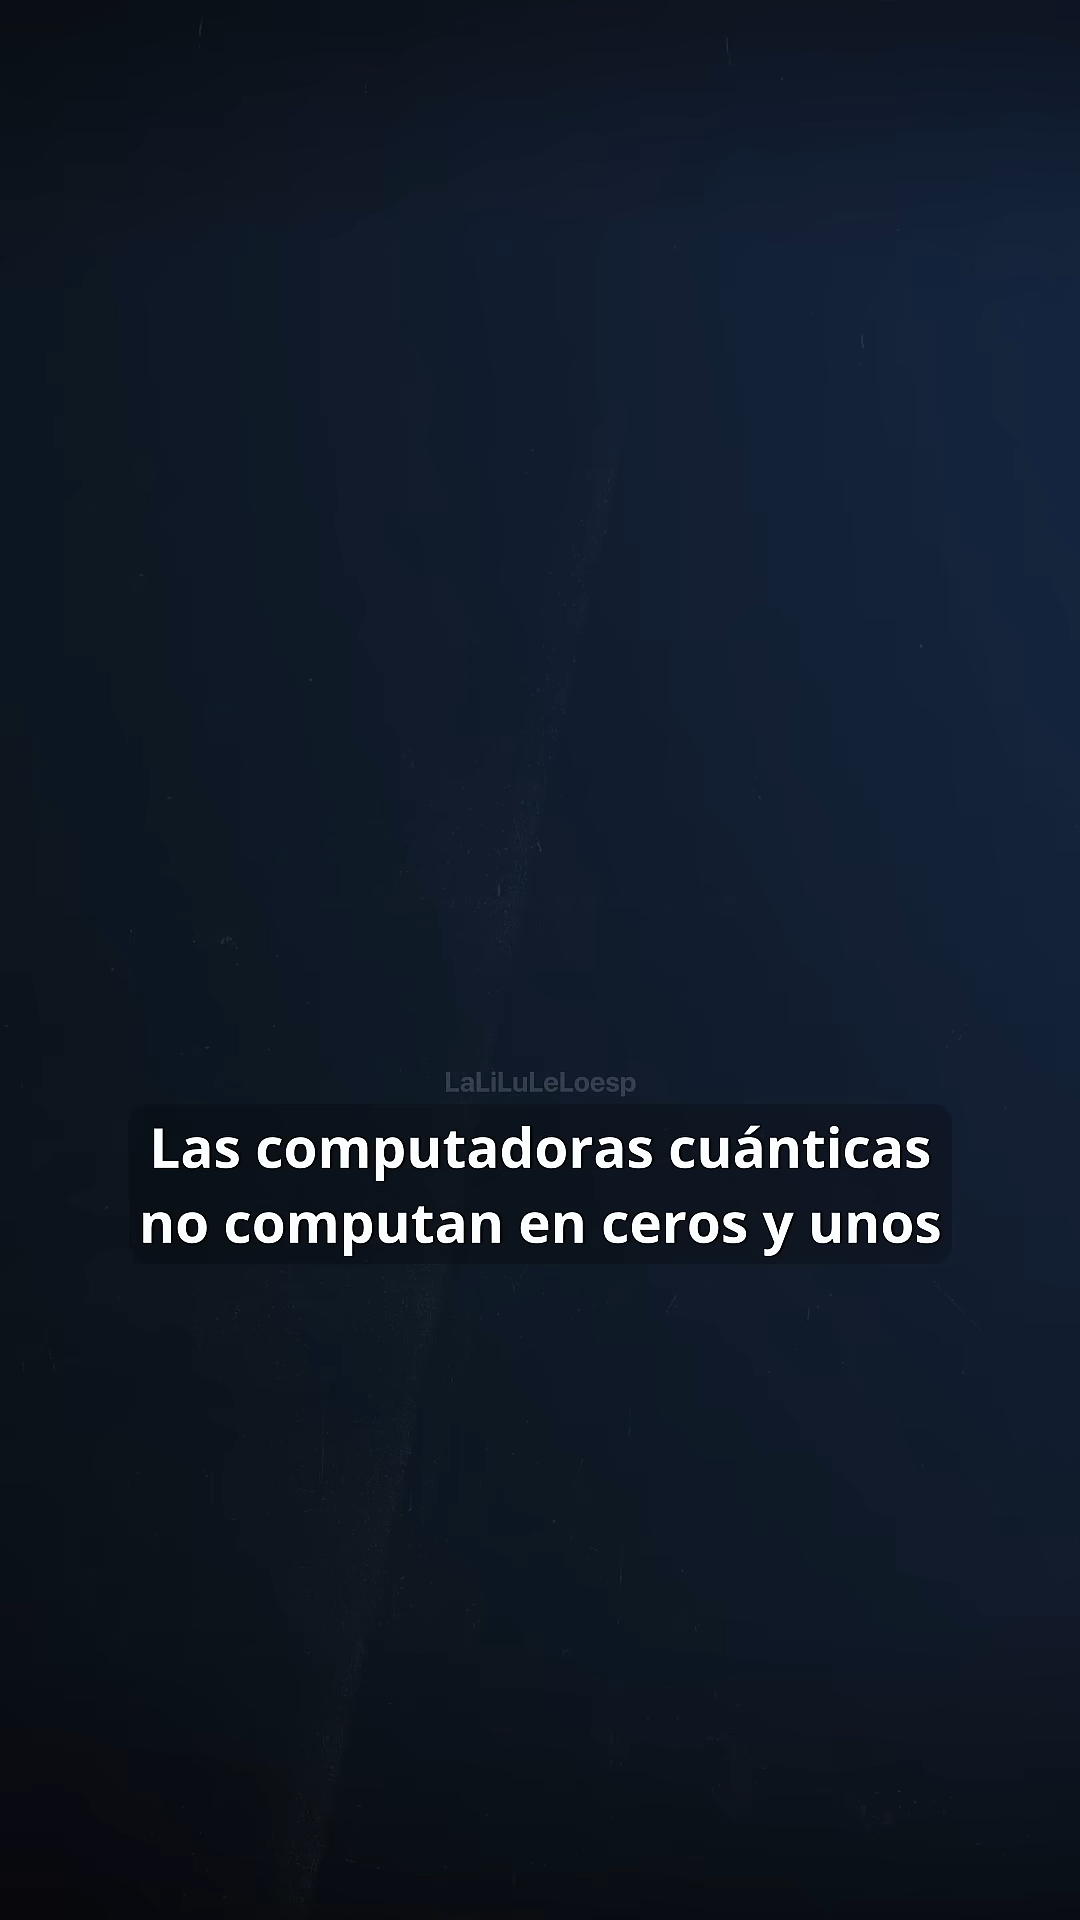 LaLiLuLeLoesp
Las computadoras cuánticas
no computan en ceros y unos